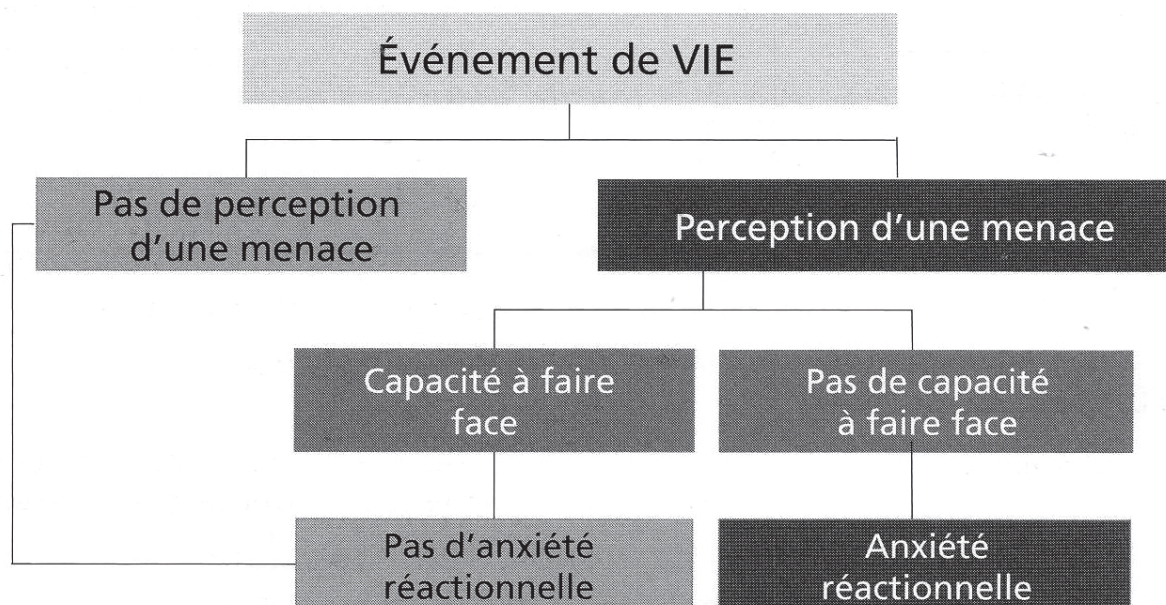 Événement de VIE
Pas de perception
d'une menace
Perception d'une menace
Capacité à faire
face
Pas de capacité
à faire face
Pas d'anxiété
réactionnelle
Anxiété
réactionnelle